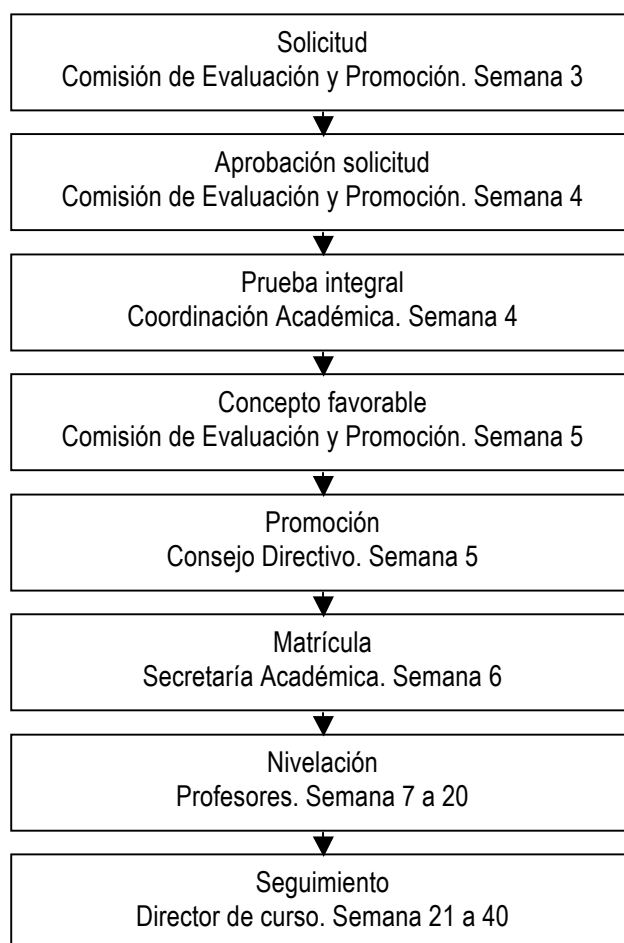 Solicitud
Comisión de Evaluación y Promoción. Semana 3
Aprobación solicitud
Comisión de Evaluación y Promoción. Semana 4
Prueba integral
Coordinación Académica. Semana 4
Concepto favorable
Comisión de Evaluación y Promoción. Semana 5
Promoción
Consejo Directivo. Semana 5
Matrícula
Secretaría Académica. Semana 6
Nivelación
Profesores. Semana 7 a 20
Seguimiento
Director de curso. Semana 21 a 40